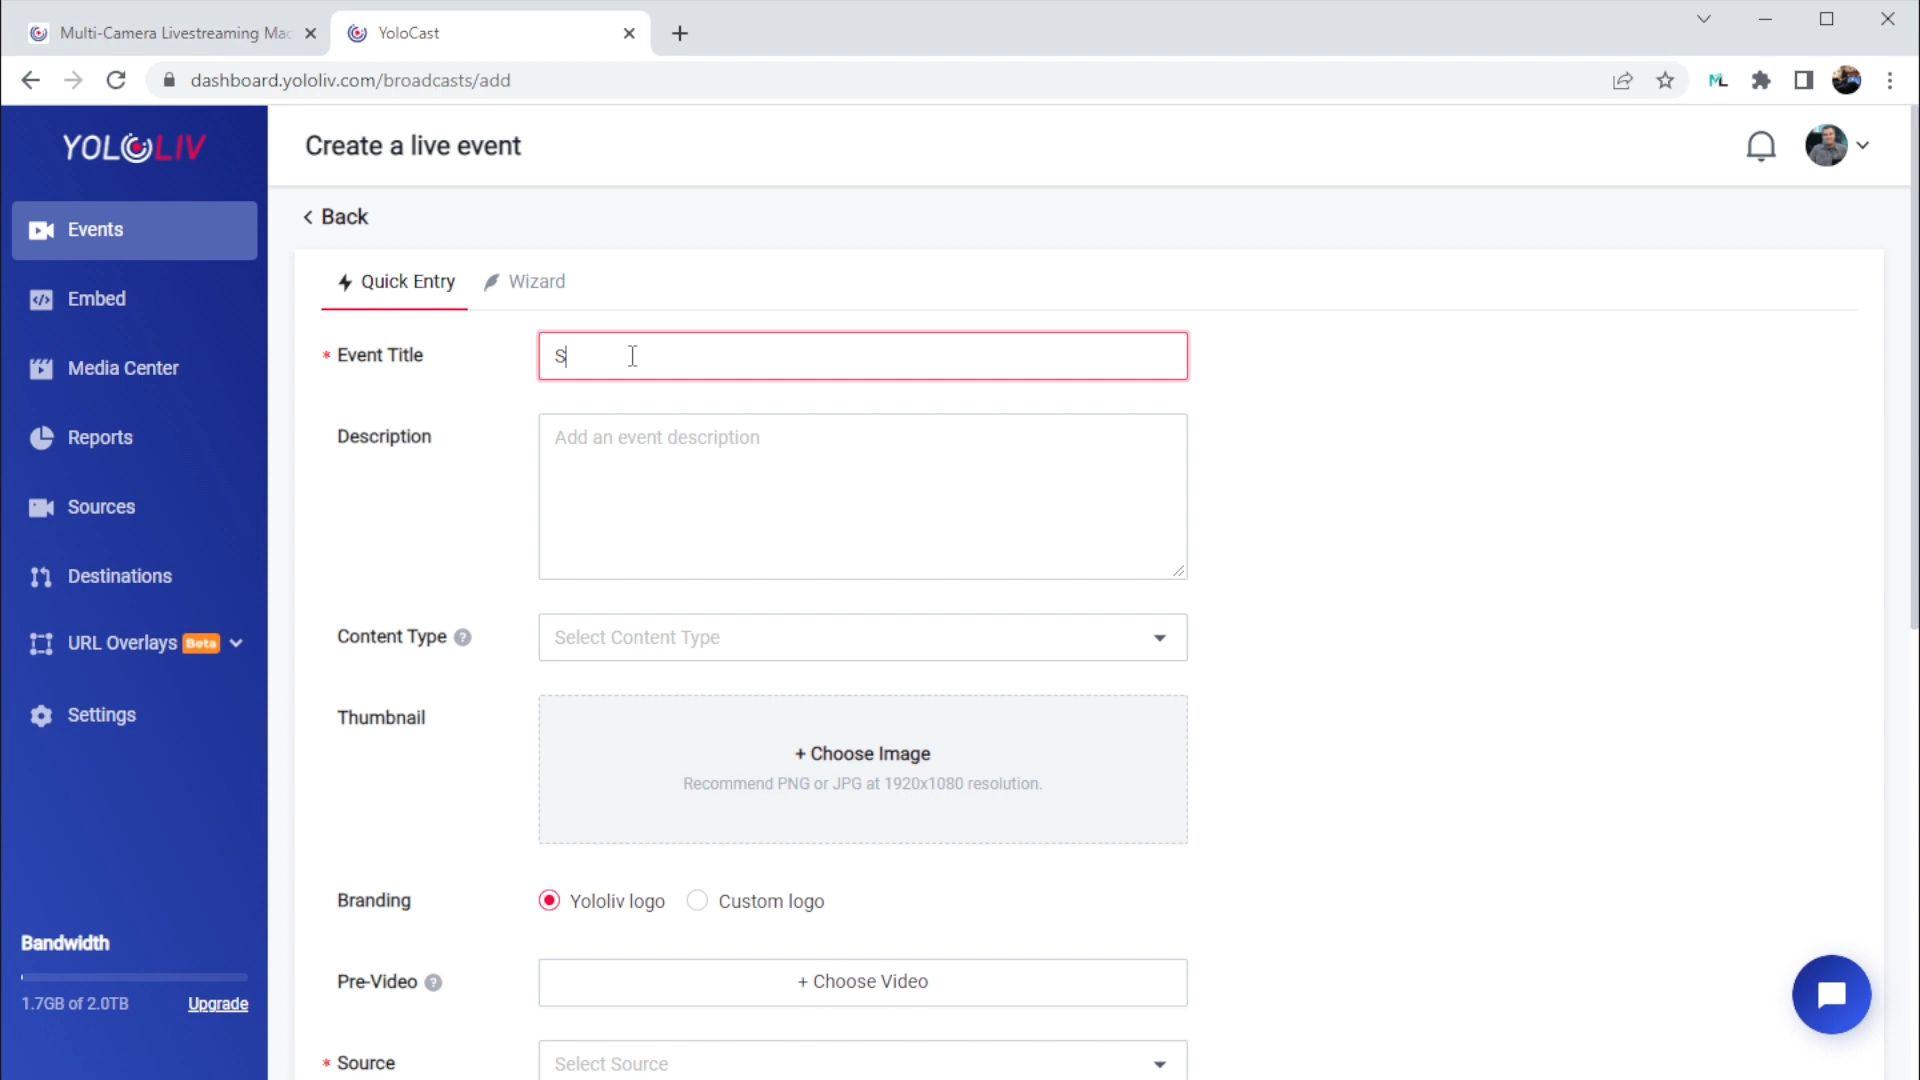 Multi-Camera Livestreaming Mac
YoloCast
dashboard.yololiv.com/broadcasts/add
ML
YOLOLIV
Create a live event
Events
Back
Quick Entry
Wizard
* Event Title
S
Embed
Media Center
Description
Add an event description
Reports
Sources
Destinations
URL Overlays Beta
Content Type ?
Select Content Type
Settings
Thumbnail
+ Choose Image
Recommend PNG or JPG at 1920x1080 resolution.
Branding
Yololiv logo
Custom logo
Bandwidth
1.7GB of 2.0TB
Upgrade
Pre-Video ?
+ Choose Video
* Source
Select Source